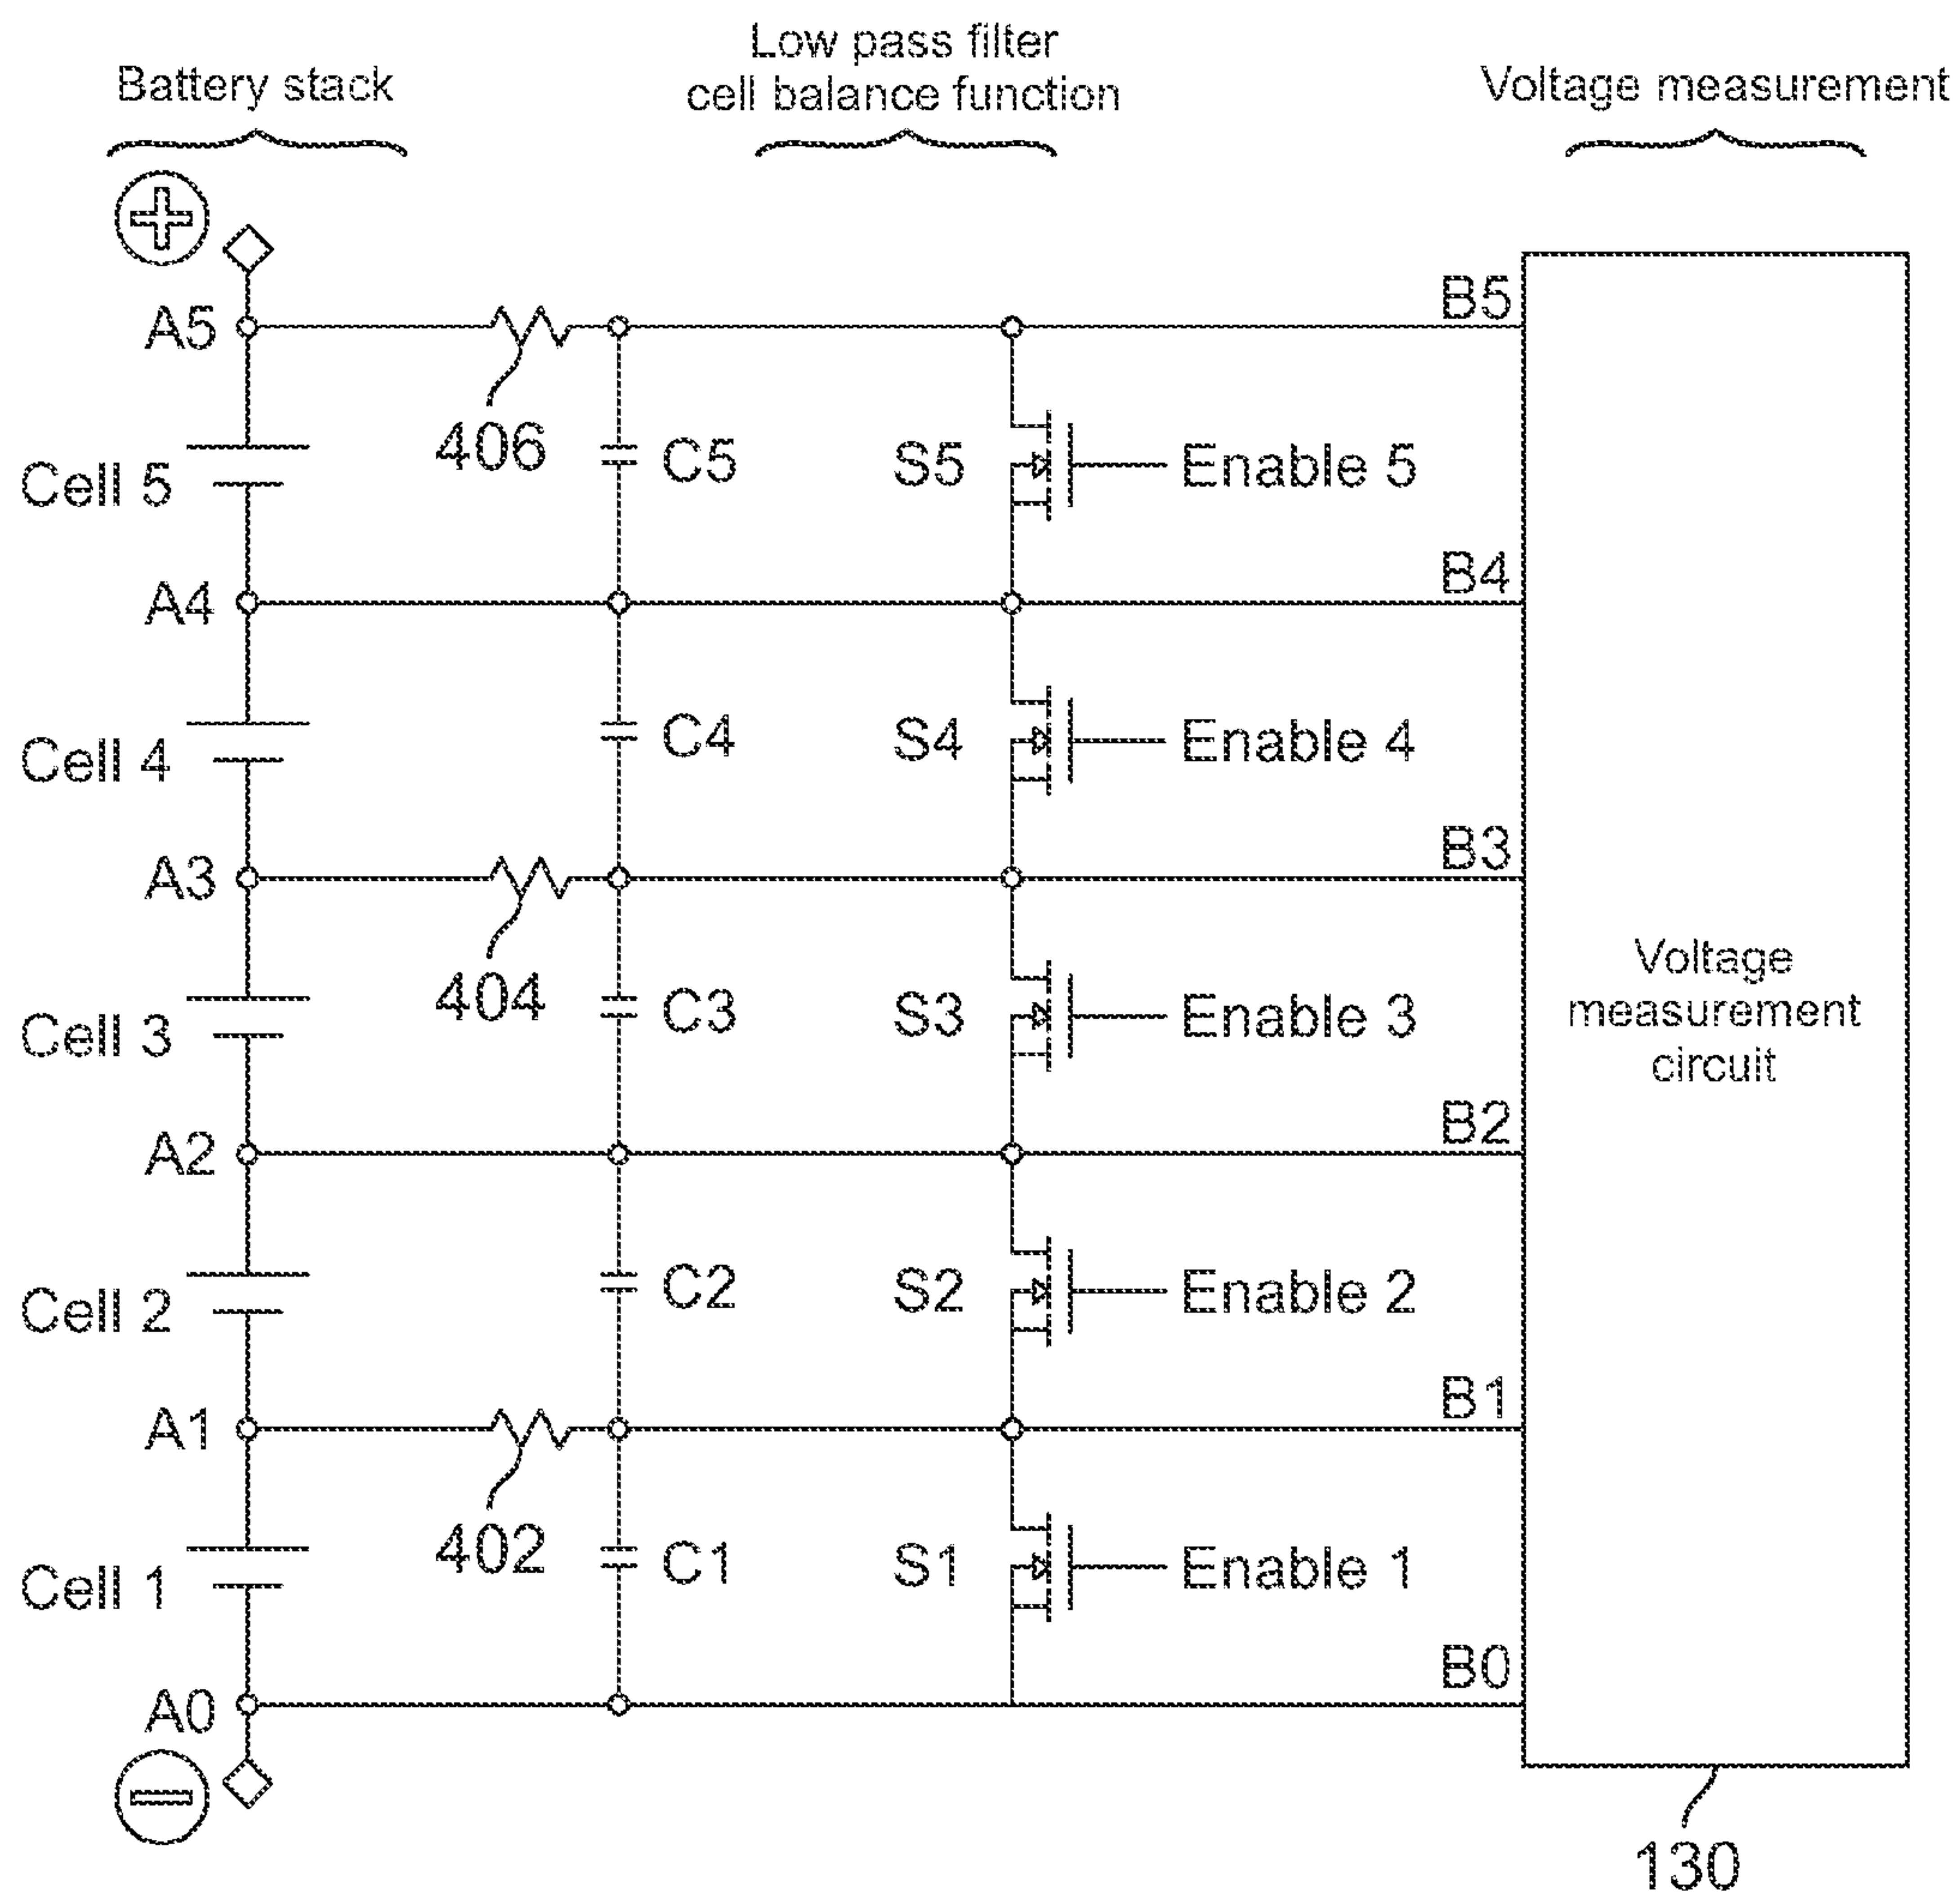 Battery stack
Low pass filter
cell balance function
Voltage measurement
A5
B5
406
C5
S5
Enable 5
Cell 5
A4
B4
C4
S4
Enable 4
Cell 4
A3
B3
404
C3
S3
Enable 3
Cell 3
Voltage
measurement
circuit
A2
B2
C2
S2
Enable 2
Cell 2
A1
B1
402
C1
S1
Enable 1
Cell 1
A0
B0
130